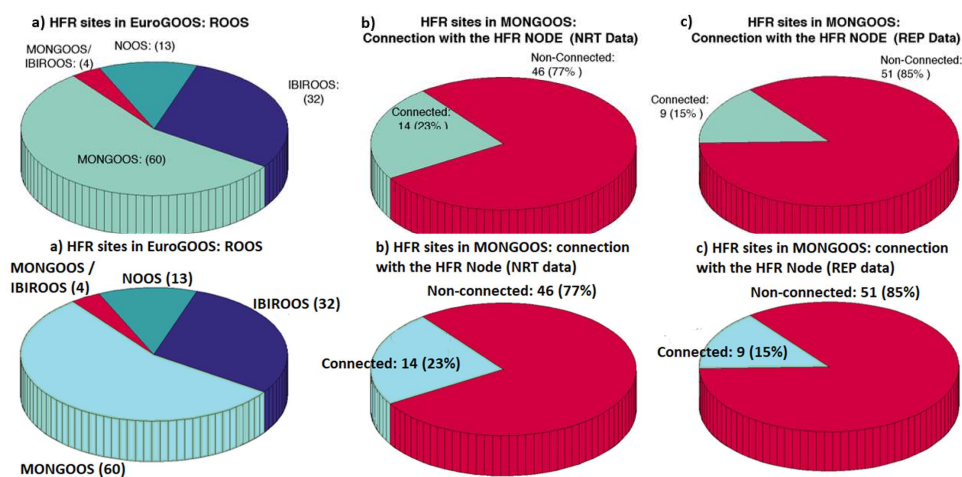 a) HFR sites in EuroGOOS: ROOS
MONGOOS/
IBIROOS: (4)
NOOS: (13)
IBIROOS:
(32)
MONGOOS: (60)
b) HFR sites in MONGOOS:
Connection with the HFR NODE (NRT Data)
Non-Connected:
46 (77% )
Connected:
14 (23% )
c) HFR sites in MONGOOS:
Connection with the HFR NODE (REP Data)
Non-Connected:
51 (85% )
Connected:
9 (15% )
a) HFR sites in EuroGOOS: ROOS
MONGOOS /
IBIROOS (4)
NOOS (13)
IBIROOS (32)
MONGOOS (60)
b) HFR sites in MONGOOS: connection
with the HFR Node (NRT data)
Non-connected: 46 (77%)
Connected: 14 (23%)
c) HFR sites in MONGOOS: connection
with the HFR Node (REP data)
Non-connected: 51 (85%)
Connected: 9 (15%)